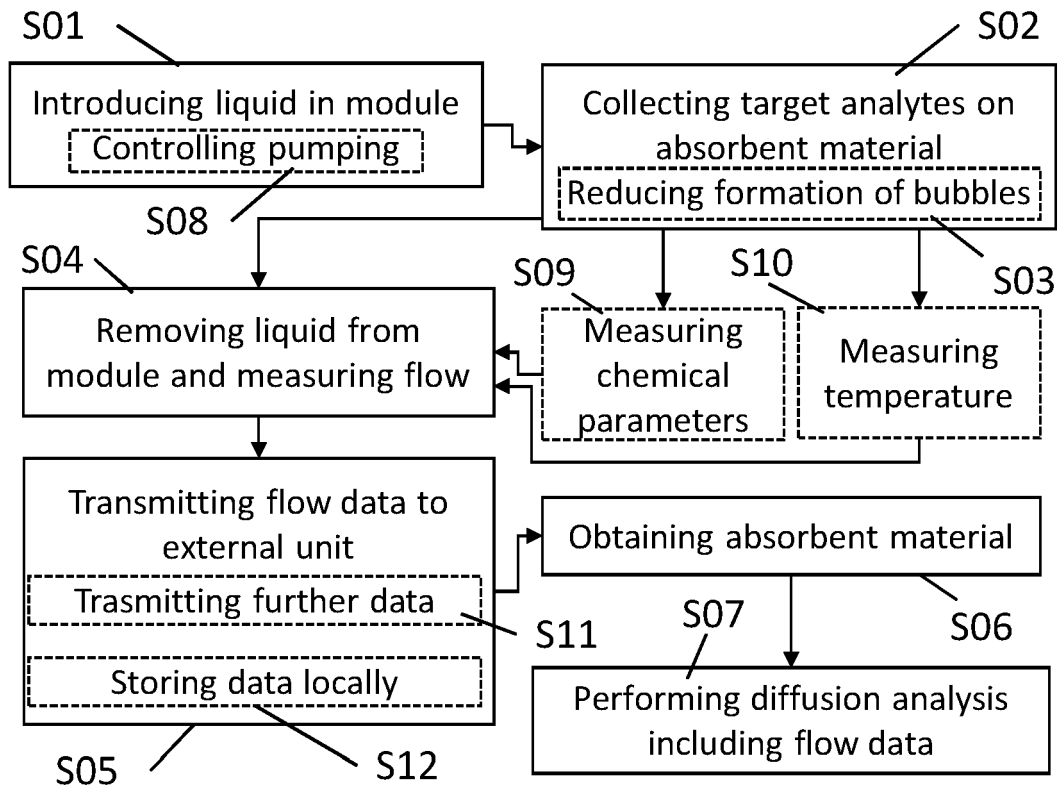 S01
S02
Introducing liquid in module
Controlling pumping
Collecting target analytes on
absorbent material
Reducing formation of bubbles
S08
S04
S09
S10
S03
Removing liquid from
module and measuring flow
Measuring
chemical
parameters
Measuring
temperature
Transmitting flow data to
external unit
Trasmitting further data
Storing data locally
Obtaining absorbent material
S11
S07
S06
Performing diffusion analysis
including flow data
S05
S12